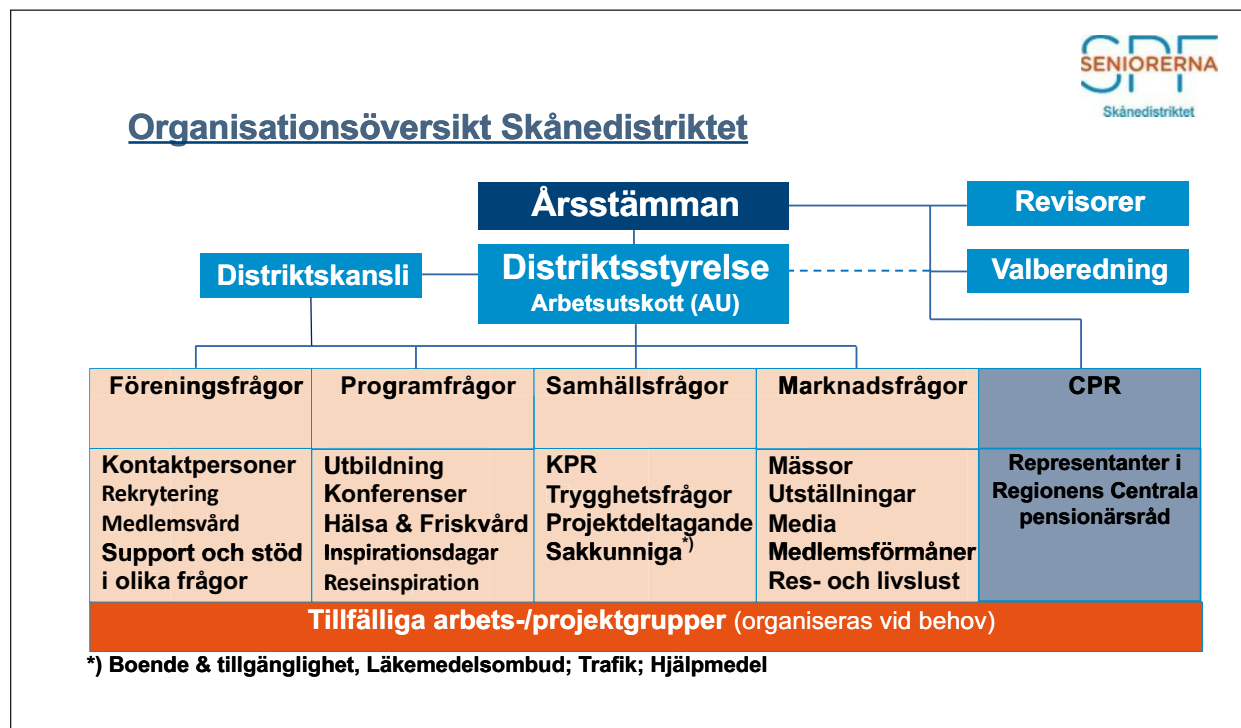 SPF
SENIORERNA
Skånedistriktet
Organisationsöversikt Skånedistriktet
Årsstämman
Revisorer
Distriktskansli
Distriktsstyrelse
Arbetsutskott (AU)
Valberedning
Föreningsfrågor
Programfrågor
Samhällsfrågor
Marknadsfrågor
CPR
Kontaktpersoner
Rekrytering
Medlemsvård
Support och stöd
i olika frågor
Utbildning
Konferenser
Hälsa & Friskvård
Inspirationsdagar
Reseinspiration
KPR
Trygghetsfrågor
Projektdeltagande
Sakkunniga*)
Mässor
Utställningar
Media
Medlemsförmåner
Res- och livslust
Representanter i
Regionens Centrala
pensionärsråd
Tillfälliga arbets-/projektgrupper (organiseras vid behov)
*) Boende & tillgänglighet, Läkemedelsombud; Trafik; Hjälpmedel